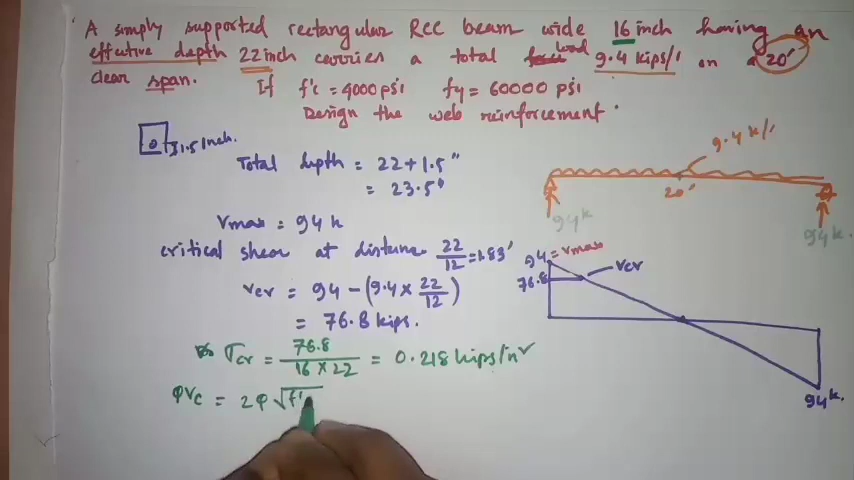 A simply supported rectangular RCC beam wide 16 inch having an
effective depth 22 inch carries a total load 9.4 kips/' on a 20'
clear span. If f'c = 4000 psi fy = 60000 psi
Design the web reinforcement.
1.5 inch.
Total depth = 22 + 1.5"
= 23.5"
Vmax = 94 k
critical shear at distance 22/12 = 1.83'
Vcr = 94 - (9.4 × 22/12)
= 76.8 kips.
τcr = 76.8 / 16 × 22 = 0.218 kips/in²
φVc = 2φ √f'
9.4 k/'
20'
94 k
94 k.
94 = Vmax
76.8
Vcr
94 k.